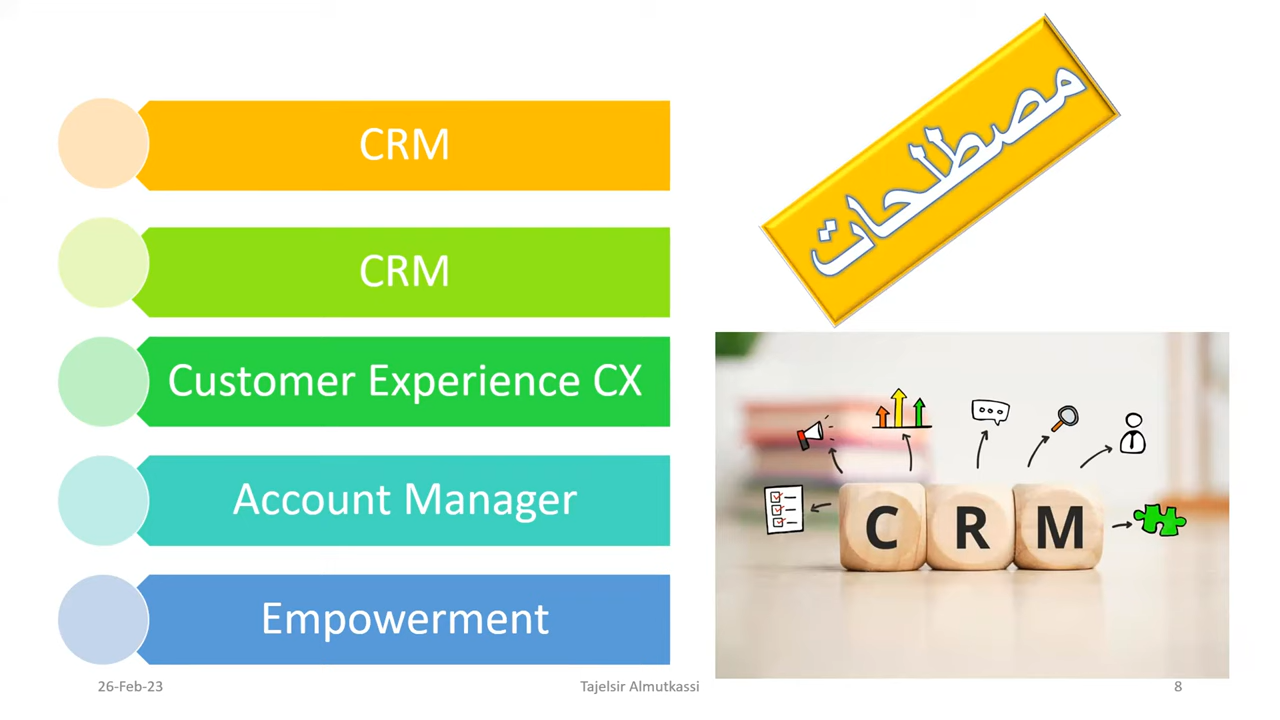 مصطلحات
CRM
CRM
Customer Experience CX
Account Manager
Empowerment
C R M
26-Feb-23
Tajelsir Almutkassi
8